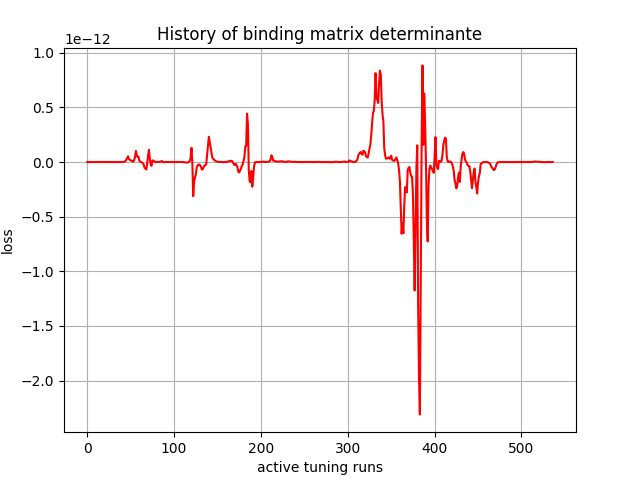 History of binding matrix determinante
1e−12
1.0
0.5
0.0
−0.5
−1.0
−1.5
−2.0
loss
0 100 200 300 400 500
active tuning runs